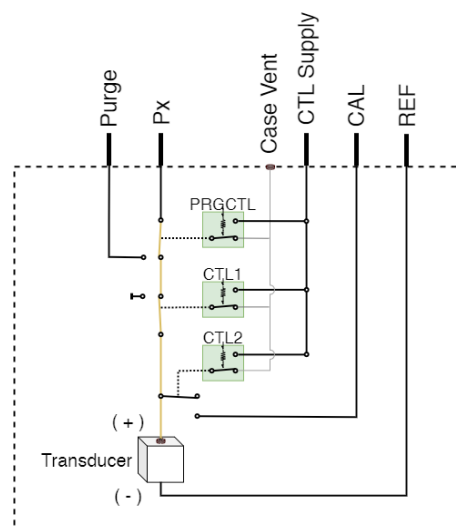 Purge
Px
Case Vent
CTL Supply
CAL
REF
PRGCTL
CTL1
CTL2
(+)
Transducer
(-)